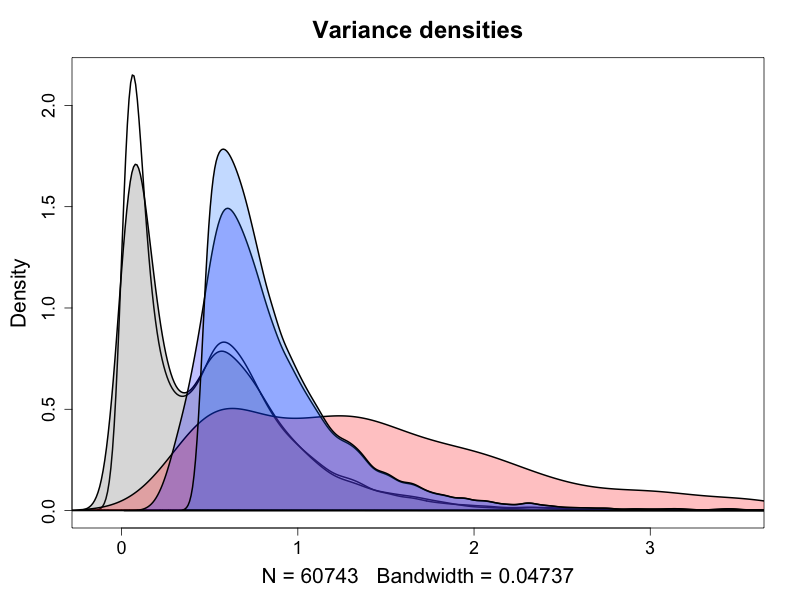 Variance densities
Density
0.0 0.5 1.0 1.5 2.0
0 1 2 3
N = 60743 Bandwidth = 0.04737